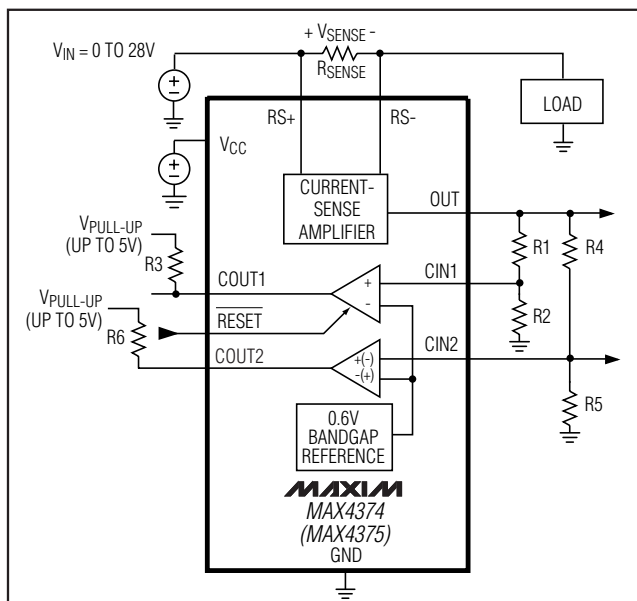 + VSENSE -
VIN = 0 TO 28V
RSENSE
LOAD
RS+
RS-
VCC
CURRENT-
SENSE
AMPLIFIER
OUT
VPULL-UP
(UP TO 5V)
R3
R1
R4
COUT1
+
-
CIN1
VPULL-UP
(UP TO 5V)
R6
RESET
R2
COUT2
+(-)
-(+)
CIN2
R5
0.6V
BANDGAP
REFERENCE
MAXIM
MAX4374
(MAX4375)
GND